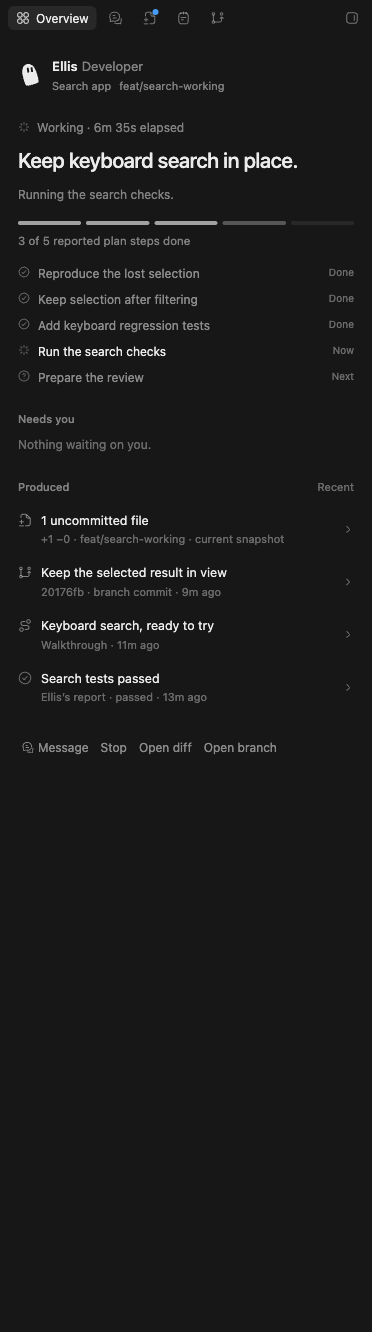 Overview
Ellis Developer
Search app feat/search-working
Working · 6m 35s elapsed
Keep keyboard search in place.
Running the search checks.
3 of 5 reported plan steps done
Reproduce the lost selection Done
Keep selection after filtering Done
Add keyboard regression tests Done
Run the search checks Now
Prepare the review Next
Needs you
Nothing waiting on you.
Produced Recent
1 uncommitted file
+1 −0 · feat/search-working · current snapshot
Keep the selected result in view
20176fb · branch commit · 9m ago
Keyboard search, ready to try
Walkthrough · 11m ago
Search tests passed
Ellis's report · passed · 13m ago
Message Stop Open diff Open branch